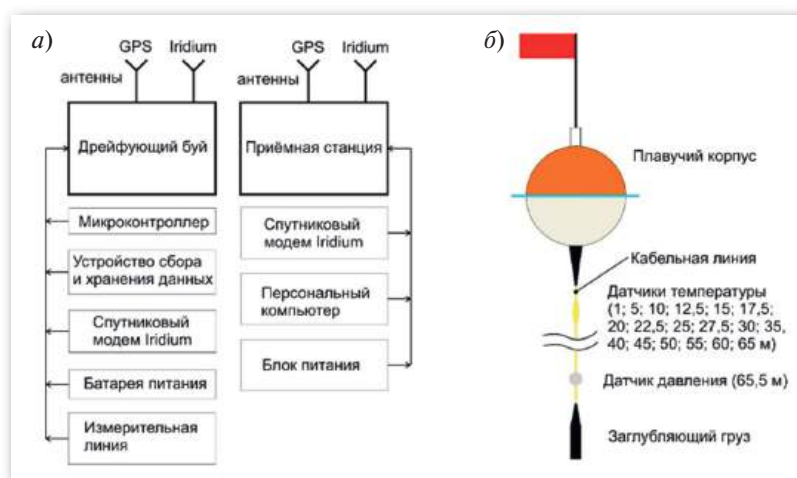 а)
GPS Iridium
антенны
Дрейфующий буй
Микроконтроллер
Устройство сбора
и хранения данных
Спутниковый
модем Iridium
Батарея питания
Измерительная
линия
GPS Iridium
антенны
Приёмная станция
Спутниковый
модем Iridium
Персональный
компьютер
Блок питания
б)
Плавучий корпус
Кабельная линия
Датчики температуры
(1; 5; 10; 12,5; 15; 17,5;
20; 22,5; 25; 27,5; 30; 35,
40; 45; 50; 55; 60; 65 м)
Датчик давления (65,5 м)
Заглубляющий груз